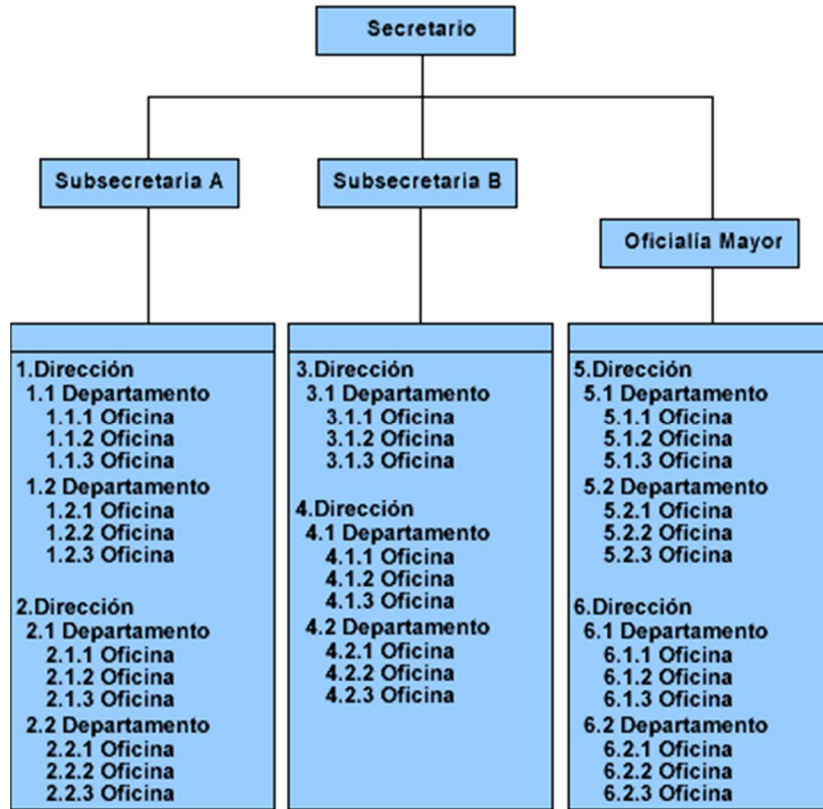 Secretario
Subsecretaria A
Subsecretaria B
Oficialía Mayor
1.Dirección
1.1 Departamento
1.1.1 Oficina
1.1.2 Oficina
1.1.3 Oficina
1.2 Departamento
1.2.1 Oficina
1.2.2 Oficina
1.2.3 Oficina
2.Dirección
2.1 Departamento
2.1.1 Oficina
2.1.2 Oficina
2.1.3 Oficina
2.2 Departamento
2.2.1 Oficina
2.2.2 Oficina
2.2.3 Oficina
3.Dirección
3.1 Departamento
3.1.1 Oficina
3.1.2 Oficina
3.1.3 Oficina
4.Dirección
4.1 Departamento
4.1.1 Oficina
4.1.2 Oficina
4.1.3 Oficina
4.2 Departamento
4.2.1 Oficina
4.2.2 Oficina
4.2.3 Oficina
5.Dirección
5.1 Departamento
5.1.1 Oficina
5.1.2 Oficina
5.1.3 Oficina
5.2 Departamento
5.2.1 Oficina
5.2.2 Oficina
5.2.3 Oficina
6.Dirección
6.1 Departamento
6.1.1 Oficina
6.1.2 Oficina
6.1.3 Oficina
6.2 Departamento
6.2.1 Oficina
6.2.2 Oficina
6.2.3 Oficina